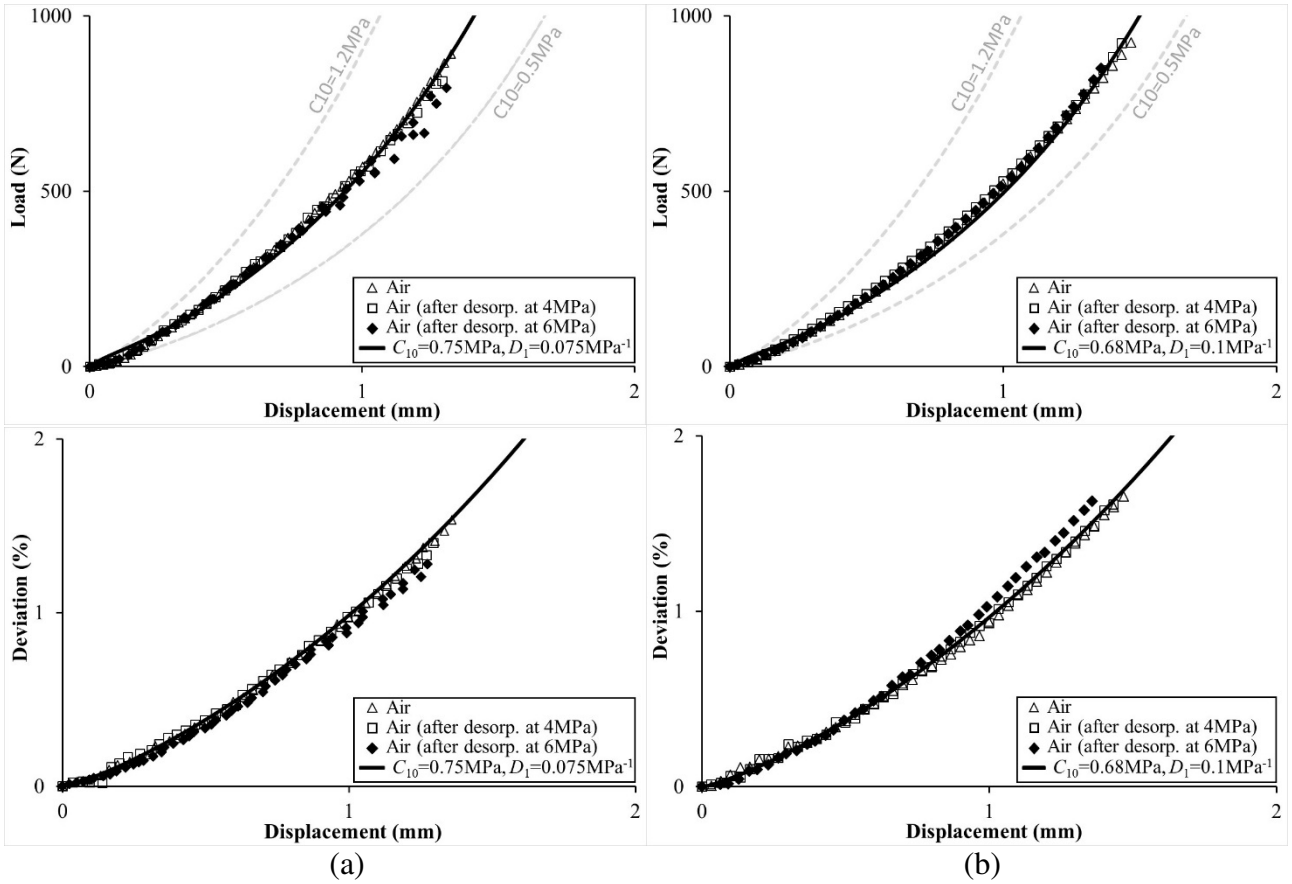 1000
500
0
Load (N)
C10=1.2MPa
C10=0.5MPa
Air
Air (after desorp. at 4MPa)
Air (after desorp. at 6MPa)
C₁₀=0.75MPa, D₁=0.075MPa⁻¹
0
1
2
Displacement (mm)
1000
500
0
Load (N)
C10=1.2MPa
C10=0.5MPa
Air
Air (after desorp. at 4MPa)
Air (after desorp. at 6MPa)
C₁₀=0.68MPa, D₁=0.1MPa⁻¹
0
1
2
Displacement (mm)
2
1
0
Deviation (%)
Air
Air (after desorp. at 4MPa)
Air (after desorp. at 6MPa)
C₁₀=0.75MPa, D₁=0.075MPa⁻¹
0
1
2
Displacement (mm)
2
1
0
Deviation (%)
Air
Air (after desorp. at 4MPa)
Air (after desorp. at 6MPa)
C₁₀=0.68MPa, D₁=0.1MPa⁻¹
0
1
2
Displacement (mm)
(a)
(b)